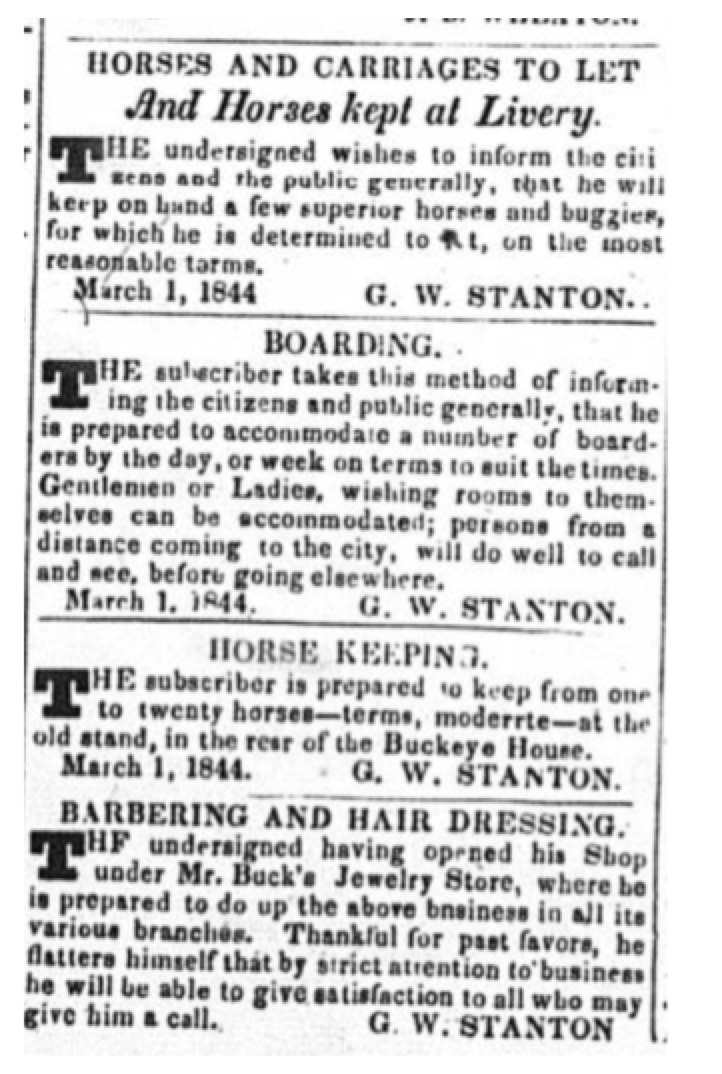 HORSES AND CARRIAGES TO LET
And Horses kept at Livery.
THE undersigned wishes to inform the citi
zens and the public generally, that he will
keep on hand a few superior horses and buggies,
for which he is determined to t, on the most
reasonable tarms.
March 1, 1844 G. W. STANTON..
BOARDING.
THE subscriber takes this method of inform-
ing the citizens and public generally, that he
is prepared to accommodate a number of board-
ers by the day, or week on terms to suit the times.
Gentlemen or Ladies, wishing rooms to them-
selves can be accommodated; persons from a
distance coming to the city, will do well to call
and see, before going elsewhere.
March 1, 1844. G. W. STANTON.
HORSE KEEPING.
THE subscriber is prepared to keep from one
to twenty horses—terms, moderrte—at the
old stand, in the rear of the Buckeye House.
March 1, 1844. G. W. STANTON.
BARBERING AND HAIR DRESSING.
THE undersigned having opened his Shop
under Mr. Buck's Jewelry Store, where he
is prepared to do up the above bnsiness in all its
various branches. Thankful for past favors, he
flatters himself that by strict attention to business
he will be able to give satisfaction to all who may
give him a call. G. W. STANTON